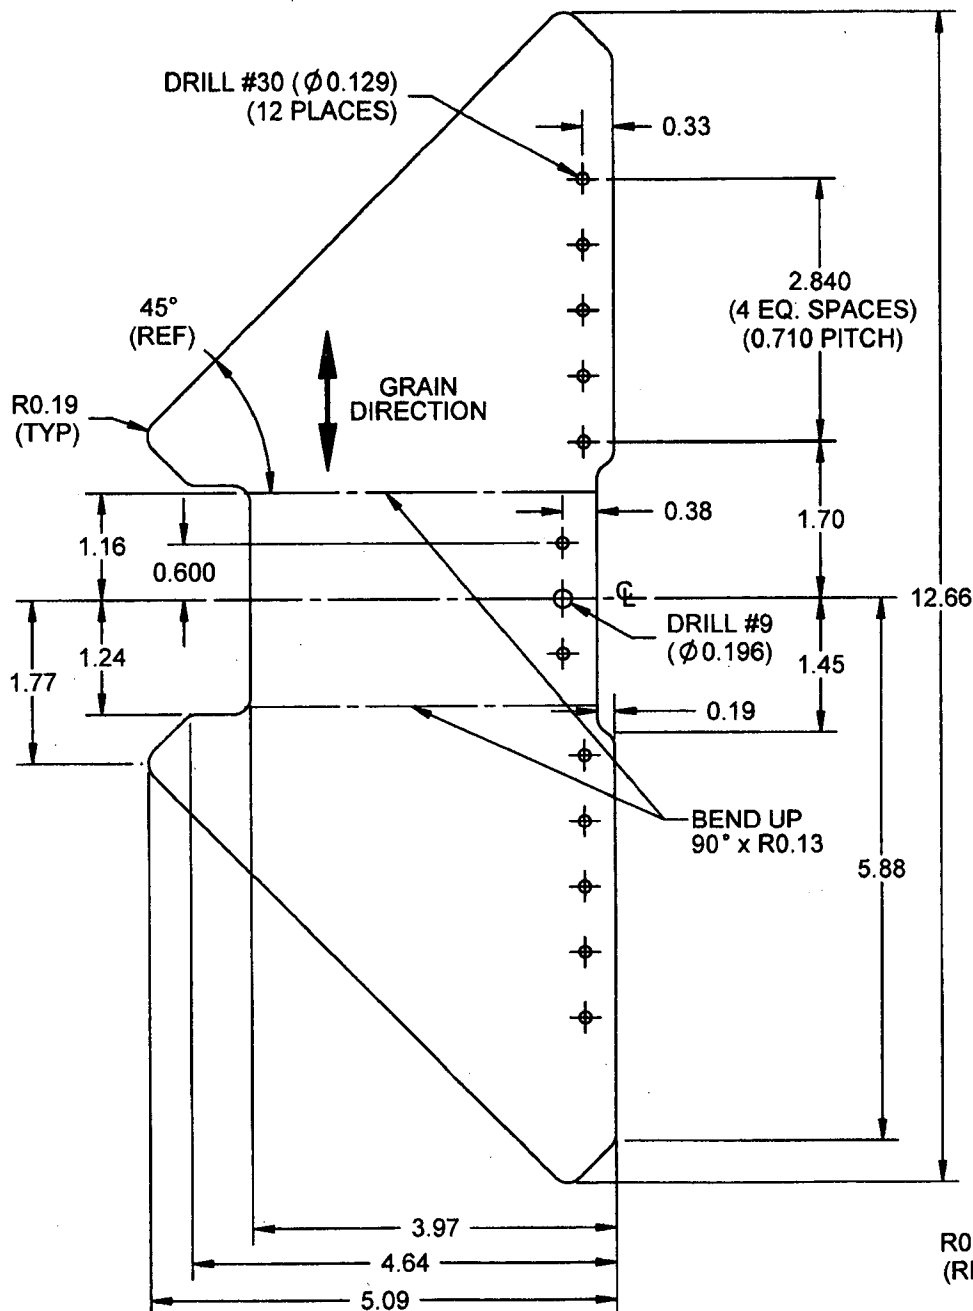 DRILL #30 (Ø0.129)
(12 PLACES)
0.33
2.840
(4 EQ. SPACES)
(0.710 PITCH)
45°
(REF)
GRAIN
DIRECTION
R0.19
(TYP)
0.38
1.70
1.16
0.600
℄
12.66
DRILL #9
(Ø0.196)
1.24
1.45
1.77
0.19
BEND UP
90° x R0.13
5.88
3.97
4.64
5.09
R0